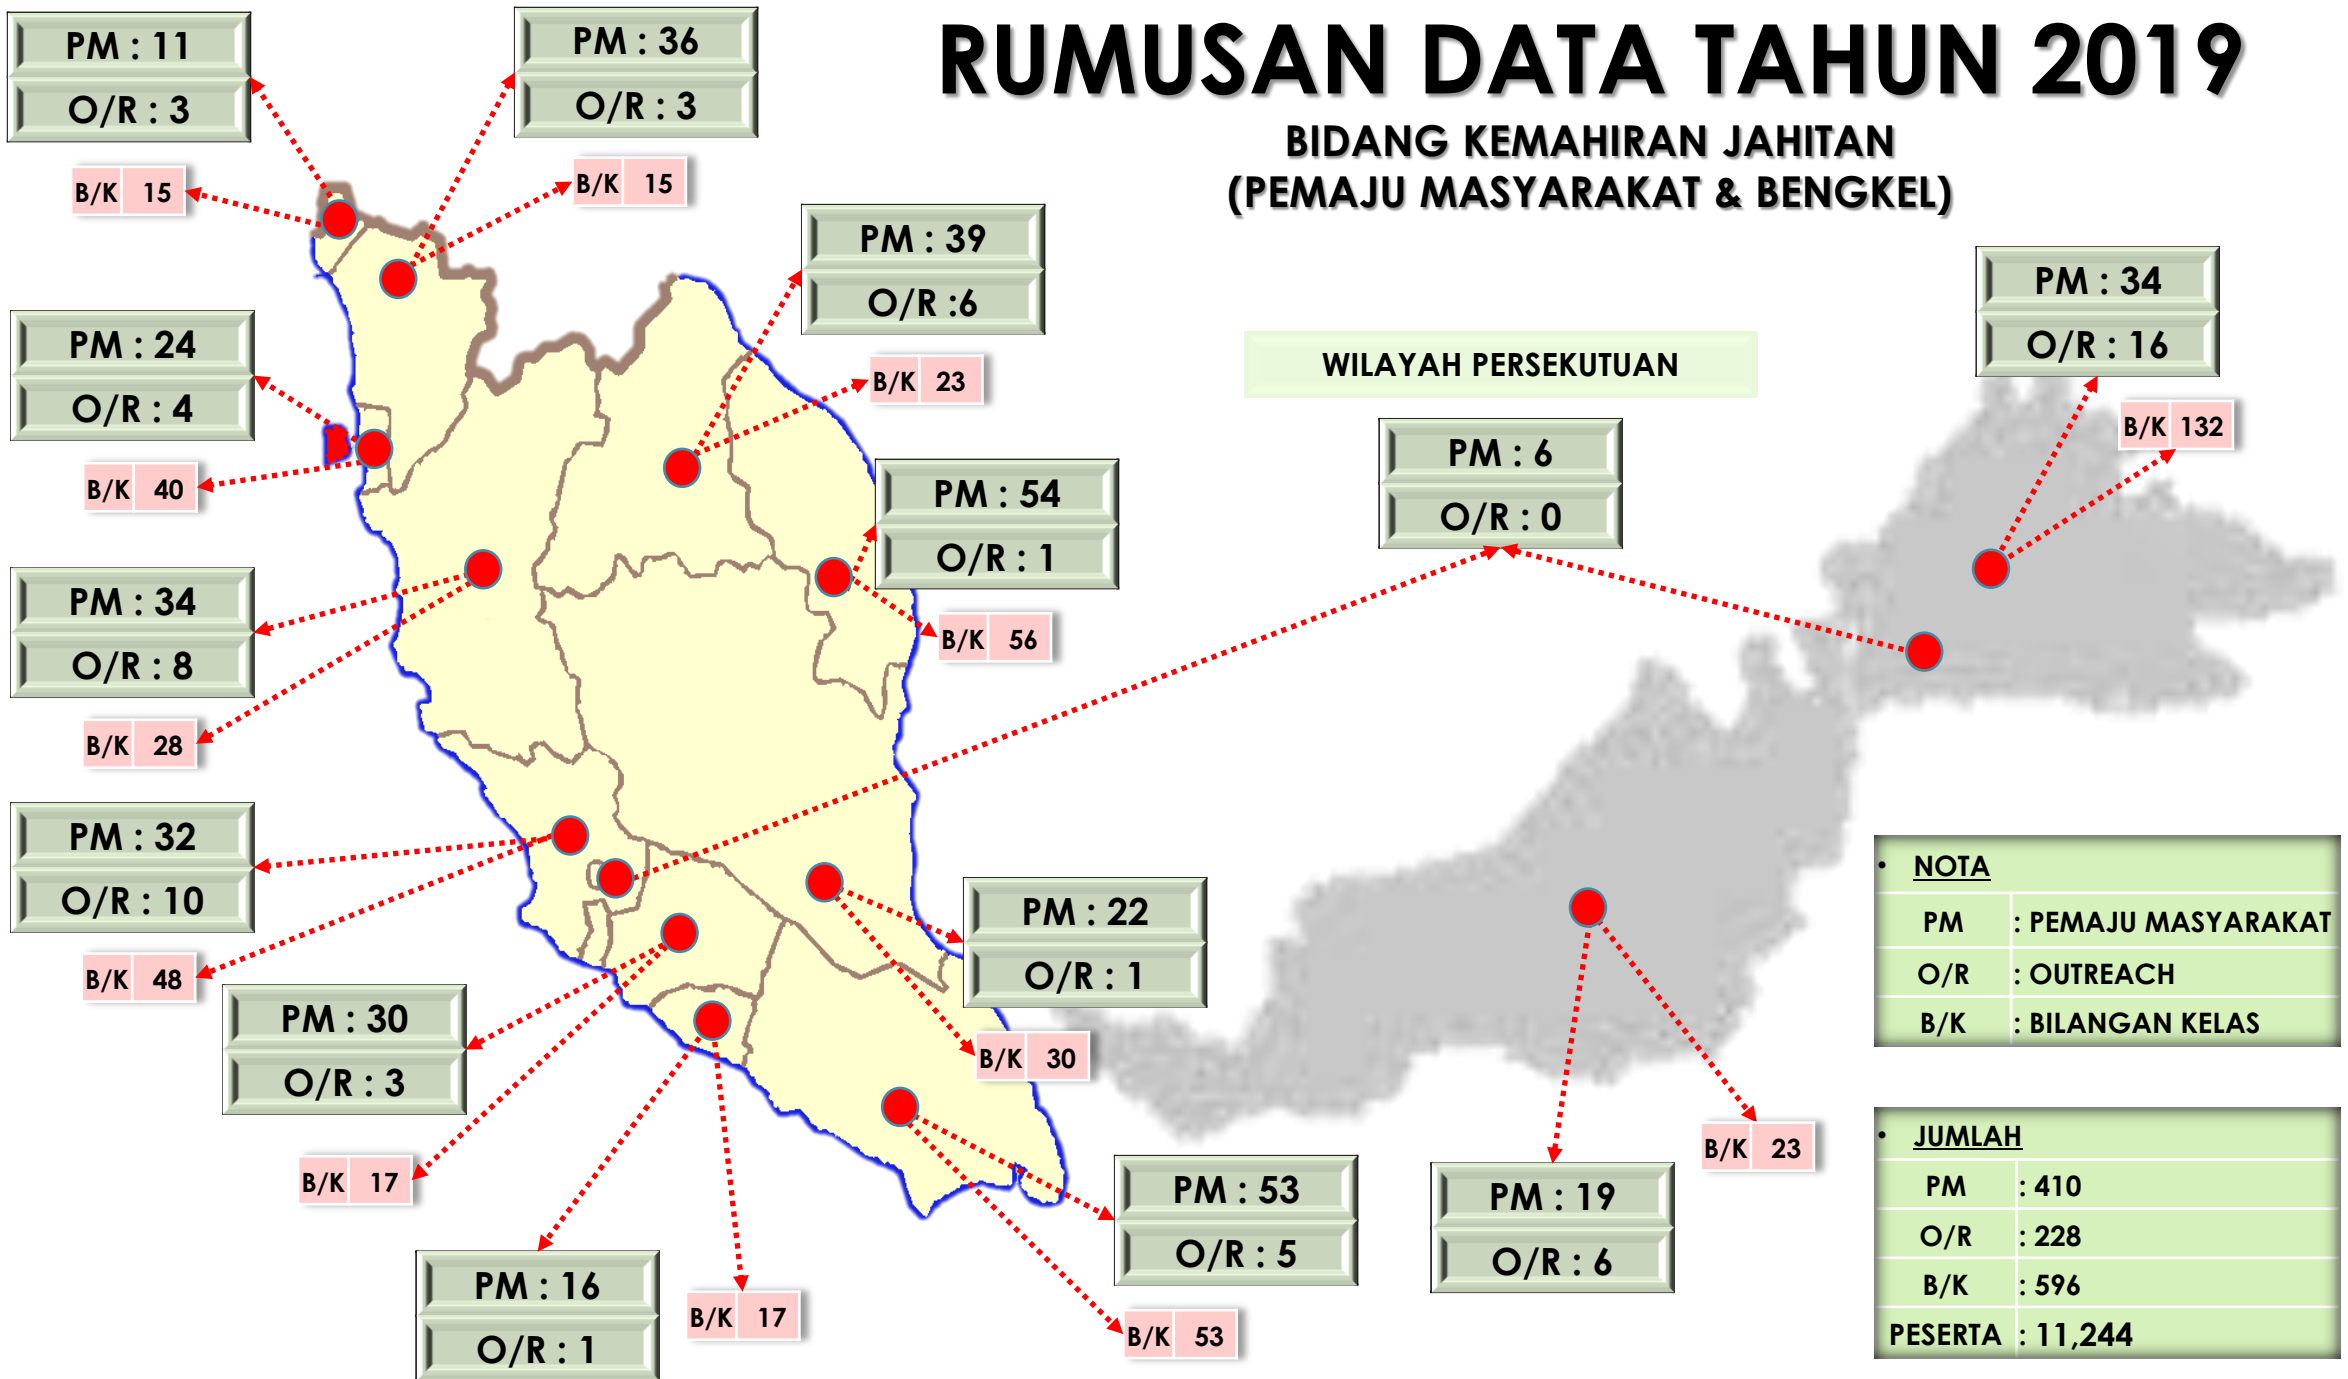 RUMUSAN DATA TAHUN 2019
BIDANG KEMAHIRAN JAHITAN
(PEMAJU MASYARAKAT & BENGKEL)
PM : 11
O/R : 3
B/K 15
PM : 36
O/R : 3
B/K 15
PM : 39
O/R :6
B/K 23
PM : 24
O/R : 4
B/K 40
PM : 54
O/R : 1
B/K 56
PM : 34
O/R : 8
B/K 28
PM : 32
O/R : 10
B/K 48
PM : 30
O/R : 3
B/K 17
PM : 16
O/R : 1
B/K 17
PM : 22
O/R : 1
B/K 30
PM : 53
O/R : 5
B/K 53
WILAYAH PERSEKUTUAN
PM : 6
O/R : 0
PM : 34
O/R : 16
B/K 132
PM : 19
O/R : 6
B/K 23
• NOTA
PM : PEMAJU MASYARAKAT
O/R : OUTREACH
B/K : BILANGAN KELAS
• JUMLAH
PM : 410
O/R : 228
B/K : 596
PESERTA : 11,244